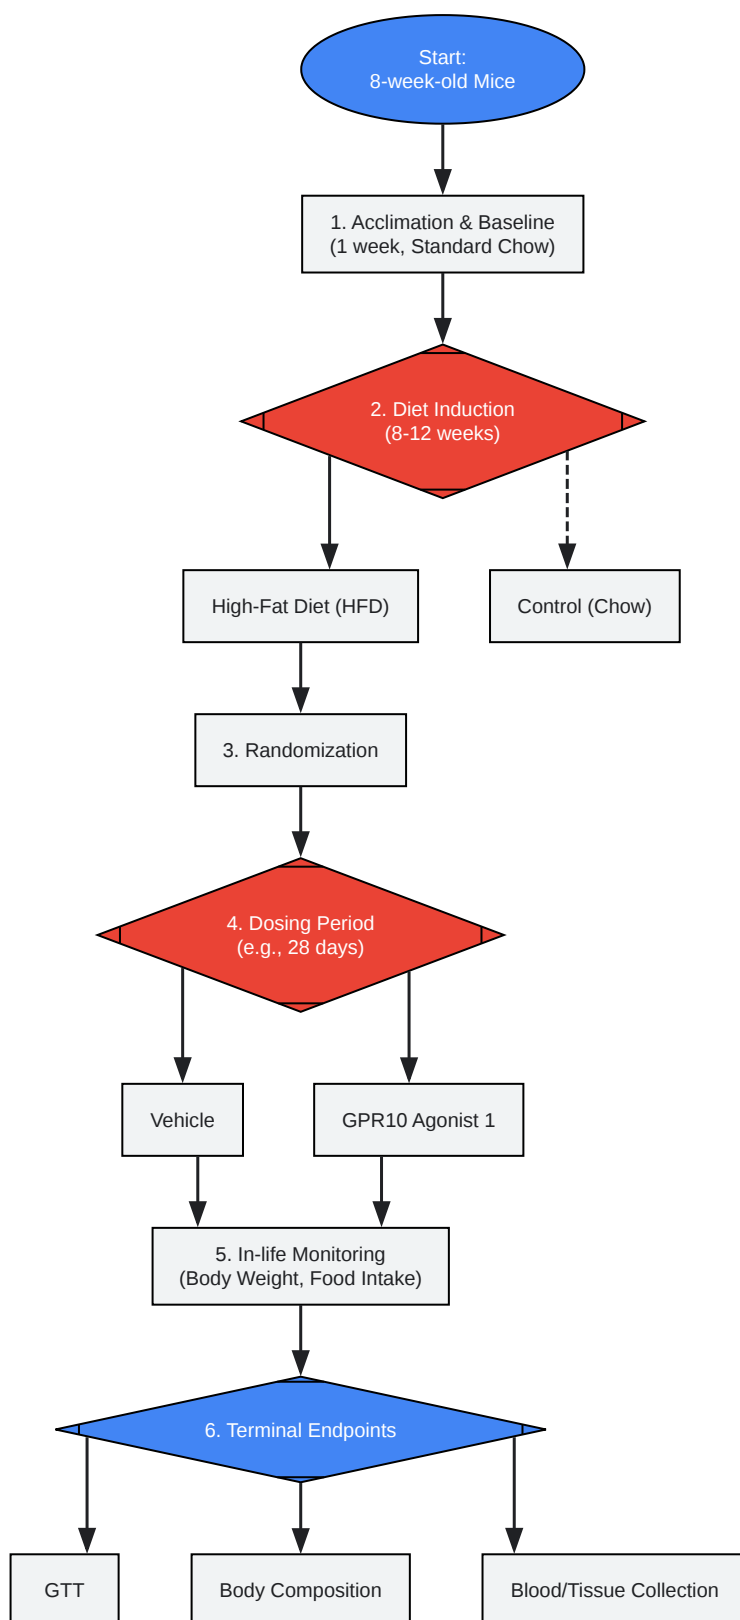 Start:
8-week-old Mice
1. Acclimation & Baseline
(1 week, Standard Chow)
2. Diet Induction
(8-12 weeks)
High-Fat Diet (HFD)
Control (Chow)
3. Randomization
4. Dosing Period
(e.g., 28 days)
Vehicle
GPR10 Agonist 1
5. In-life Monitoring
(Body Weight, Food Intake)
6. Terminal Endpoints
GTT
Body Composition
Blood/Tissue Collection